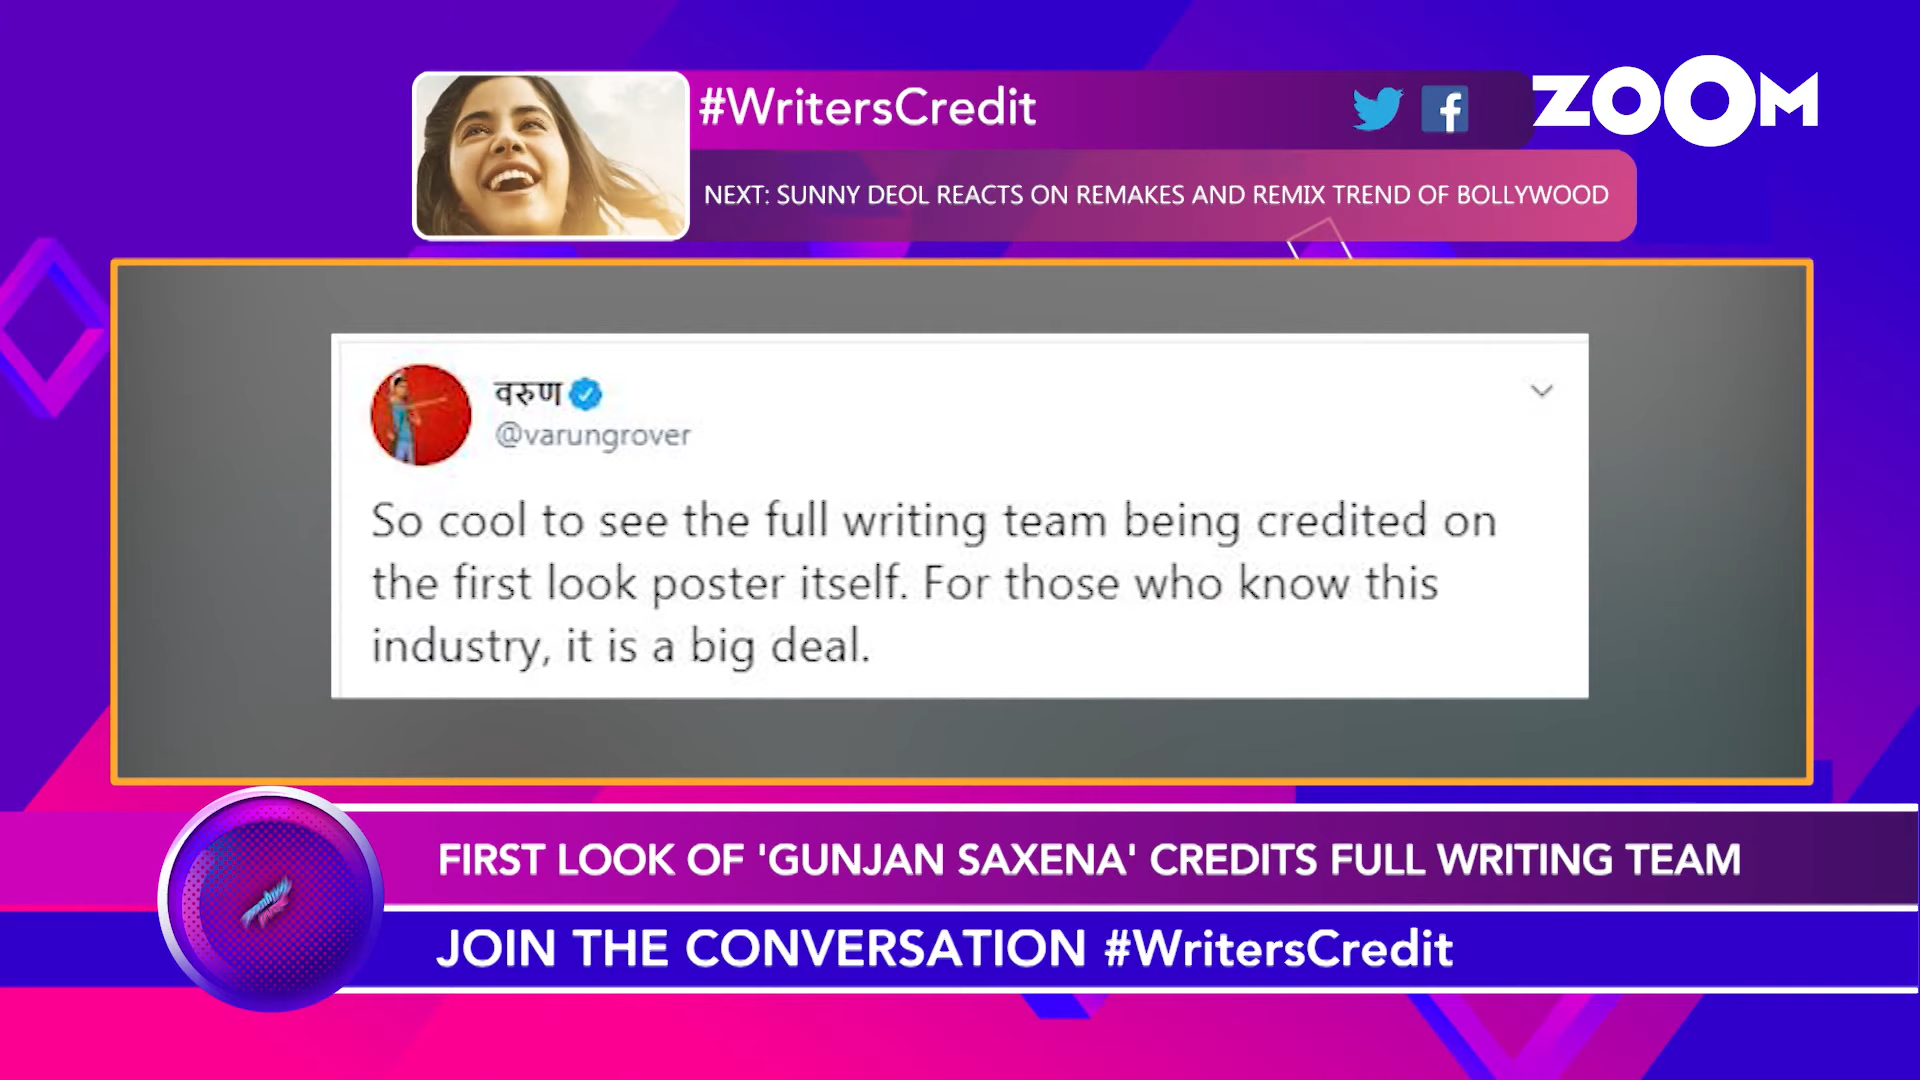 #WritersCredit
ZOOM
NEXT: SUNNY DEOL REACTS ON REMAKES AND REMIX TREND OF BOLLYWOOD
वरुण
@varungrover
So cool to see the full writing team being credited on
the first look poster itself. For those who know this
industry, it is a big deal.
FIRST LOOK OF 'GUNJAN SAXENA' CREDITS FULL WRITING TEAM
JOIN THE CONVERSATION #WritersCredit